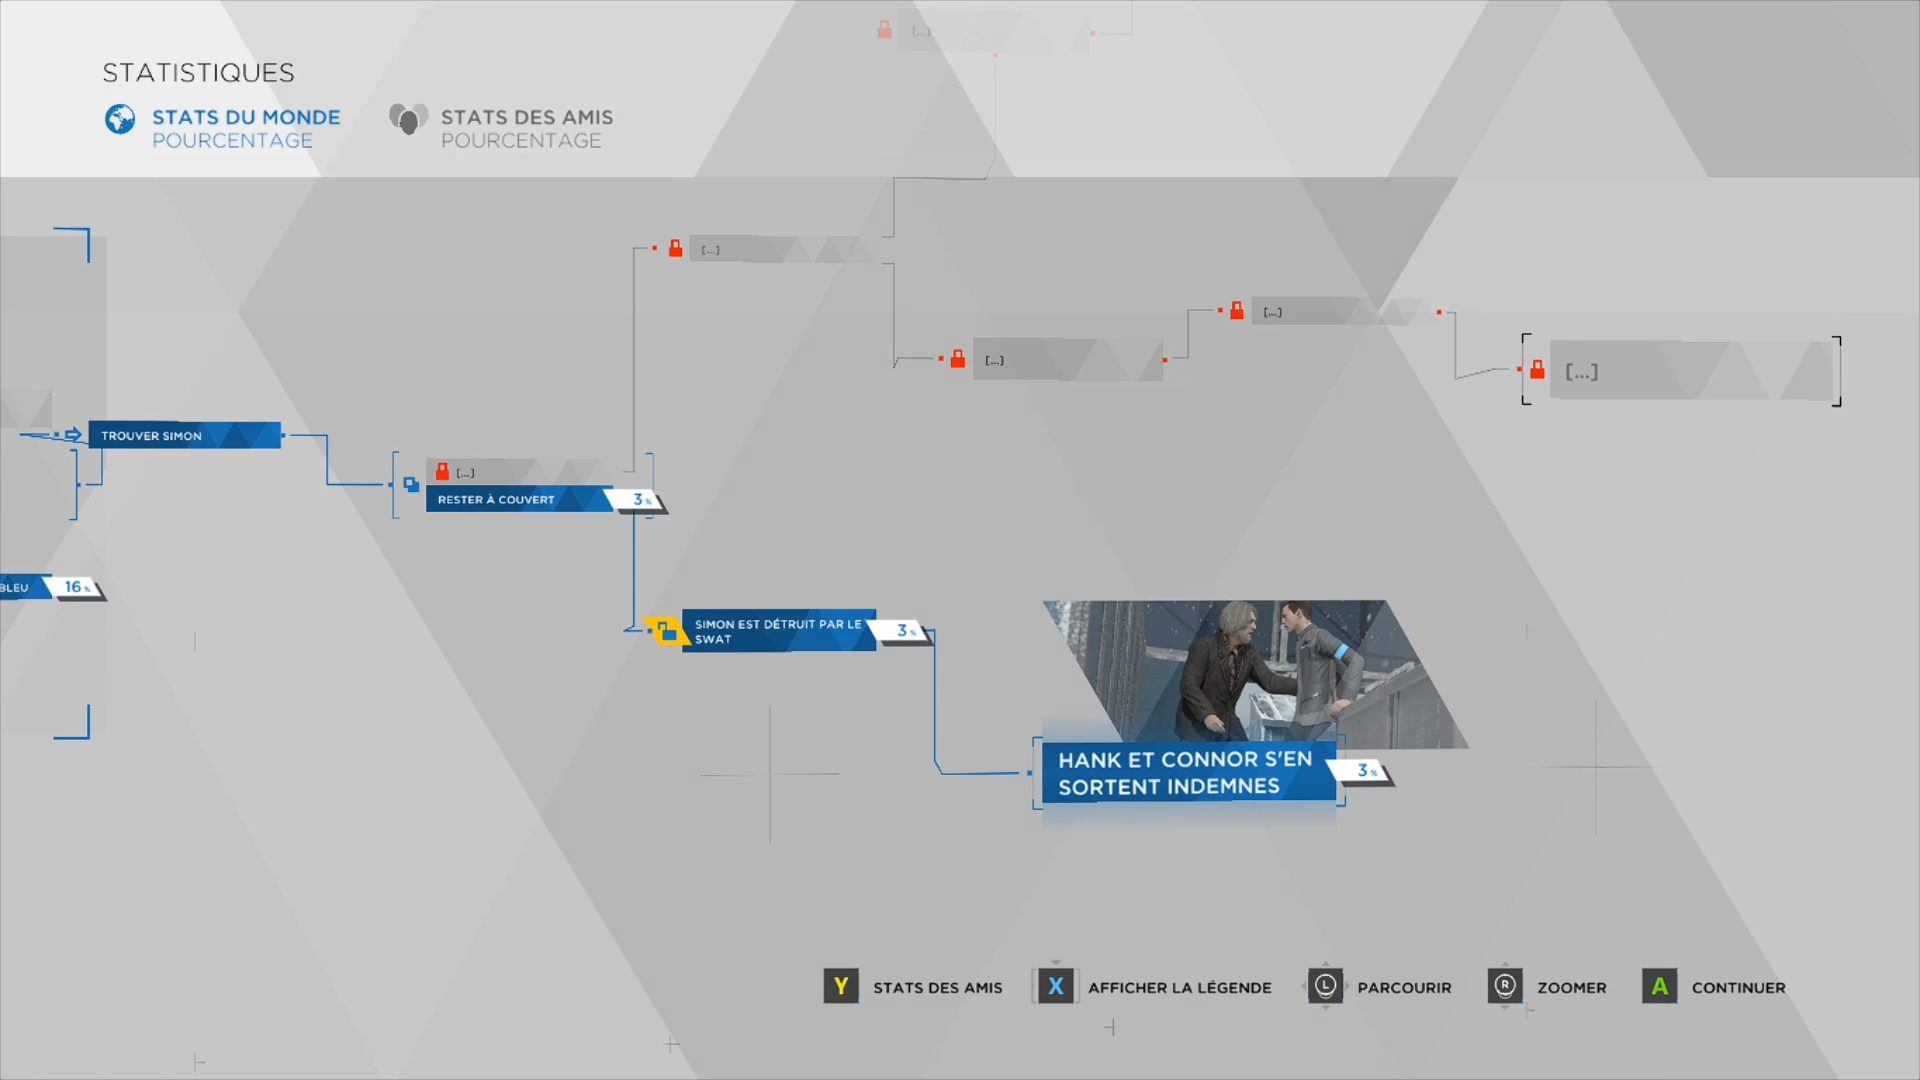 STATISTIQUES
STATS DU MONDE
POURCENTAGE
STATS DES AMIS
POURCENTAGE
[...]
[...]
[...]
[...]
[...]
TROUVER SIMON
[...]
RESTER À COUVERT
3 %
BLEU
16 %
SIMON EST DÉTRUIT PAR LE
SWAT
3 %
HANK ET CONNOR S'EN
SORTENT INDEMNES
3 %
Y STATS DES AMIS
X AFFICHER LA LÉGENDE
L PARCOURIR
R ZOOMER
A CONTINUER